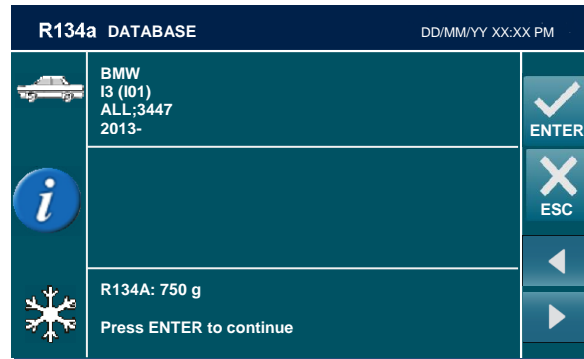 R134a DATABASE DD/MM/YY XX:XX PM
BMW
I3 (I01)
ALL;3447
2013-
ENTER
i
ESC
R134A: 750 g
Press ENTER to continue